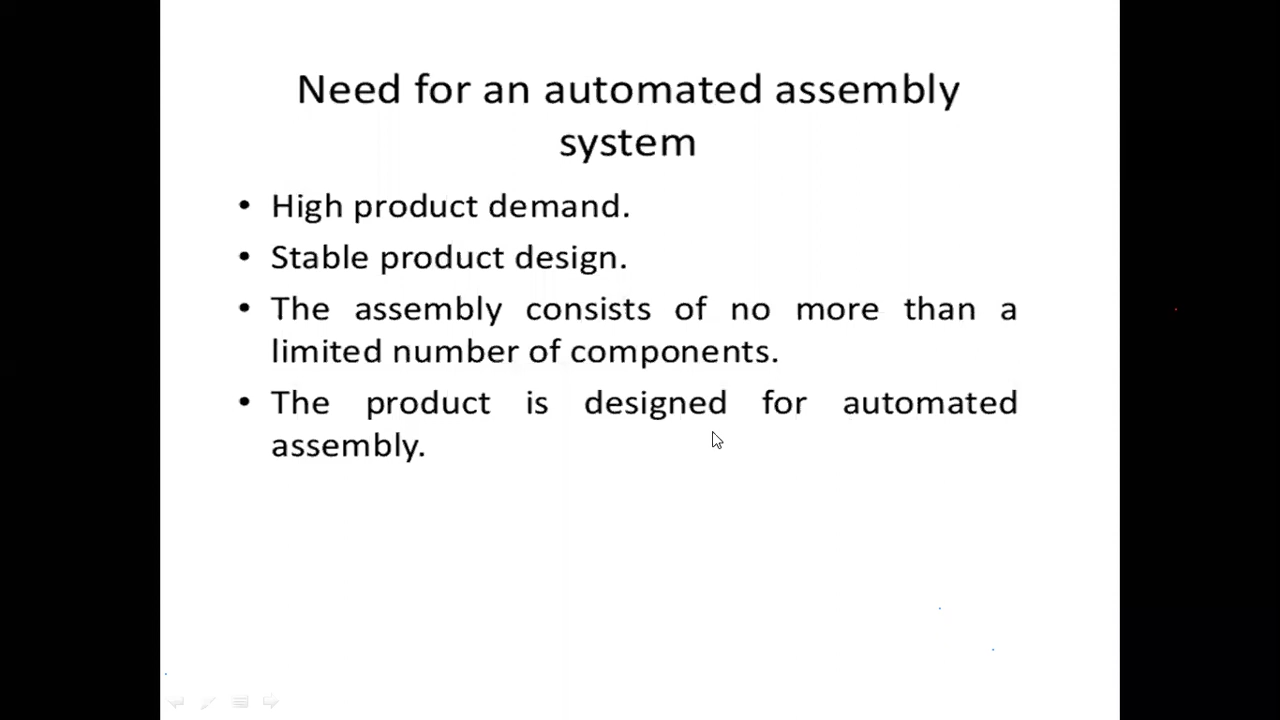 Need for an automated assembly
system
• High product demand.
• Stable product design.
• The assembly consists of no more than a
limited number of components.
• The product is designed for automated
assembly.